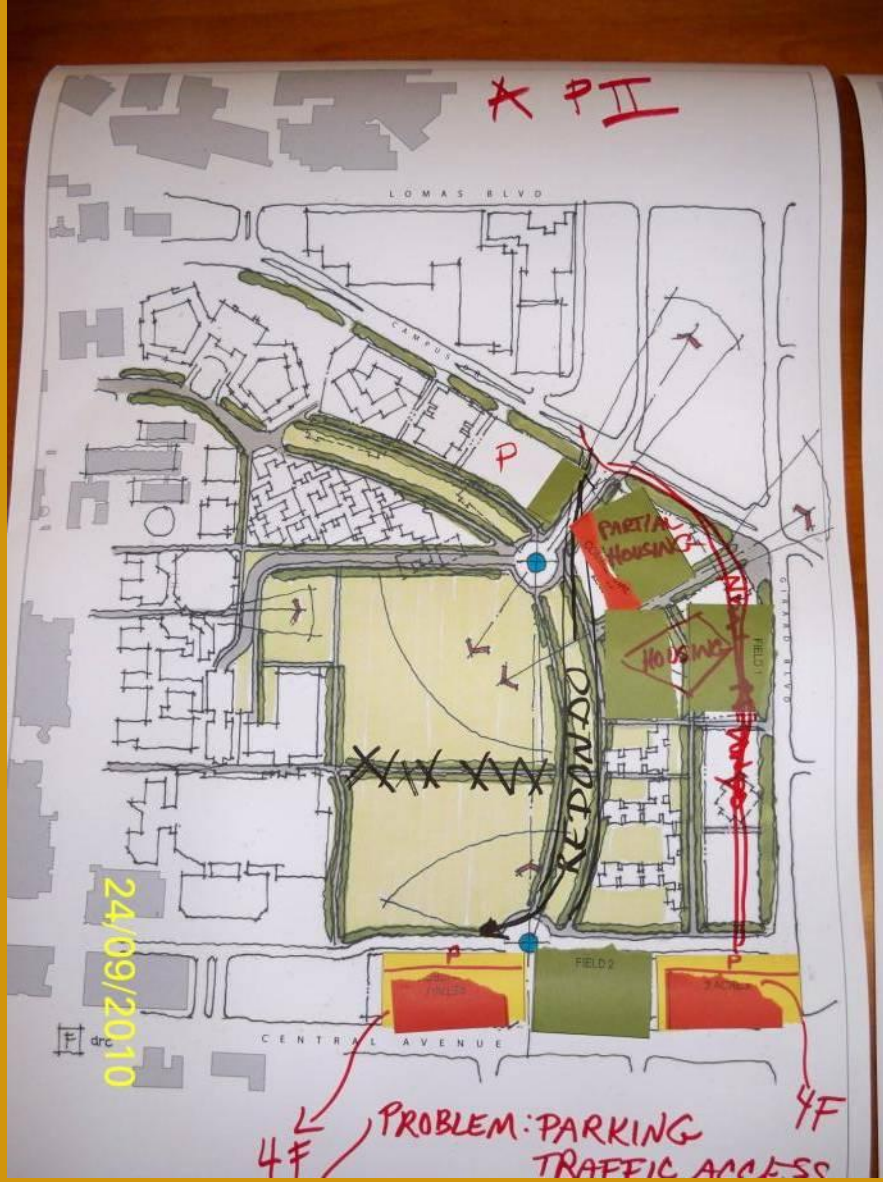 A P II
LOMAS BLVD
CAMPUS
P
PARTIAL
HOUSING
GIRARD BLVD
HOUSING
FIELD 1
REDONDO
24/09/2010
P
FIELD 2
P
drc
CENTRAL AVENUE
4F
4F
PROBLEM: PARKING
TRAFFIC ACCESS